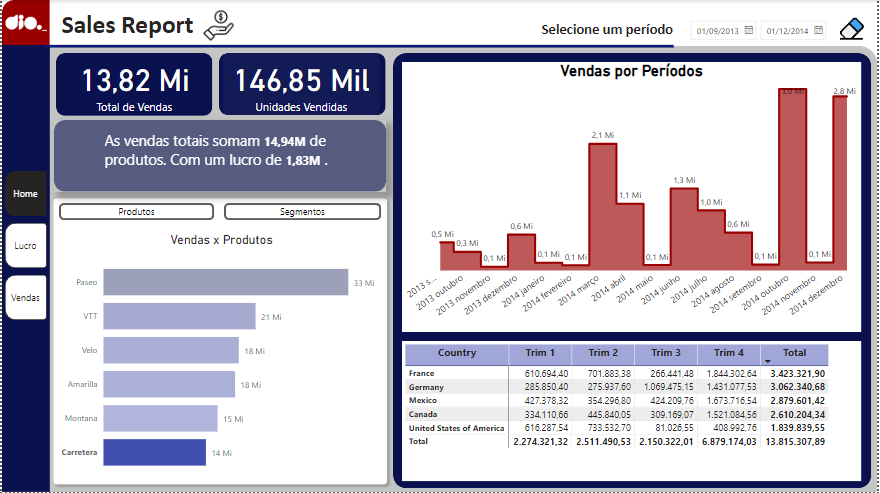 dio._
Sales Report
Selecione um período
01/09/2013
01/12/2014
13,82 Mi
Total de Vendas
146,85 Mil
Unidades Vendidas
As vendas totais somam 14,94M de
produtos. Com um lucro de 1,83M .
Home
Lucro
Vendas
Produtos
Segmentos
Vendas x Produtos
Paseo 33 Mi
VTT 21 Mi
Velo 18 Mi
Amarilla 18 Mi
Montana 15 Mi
Carretera 14 Mi
Vendas por Períodos
0,5 Mi
0,3 Mi
0,1 Mi
0,6 Mi
0,1 Mi
0,1 Mi
2,1 Mi
1,1 Mi
0,1 Mi
1,3 Mi
1,0 Mi
0,6 Mi
0,1 Mi
3,0 Mi
0,1 Mi
2,8 Mi
2013 s...
2013 outubro
2013 novembro
2013 dezembro
2014 janeiro
2014 fevereiro
2014 março
2014 abril
2014 maio
2014 junho
2014 julho
2014 agosto
2014 setembro
2014 outubro
2014 novembro
2014 dezembro
Country Trim 1 Trim 2 Trim 3 Trim 4 Total
France 610.694,40 701.883,38 266.441,48 1.844.302,64 3.423.321,90
Germany 285.850,40 275.937,60 1.069.475,15 1.431.077,53 3.062.340,68
Mexico 427.378,32 354.296,80 424.209,76 1.673.716,54 2.879.601,42
Canada 334.110,66 445.840,05 309.169,07 1.521.084,56 2.610.204,34
United States of America 616.287,54 733.532,70 81.026,55 408.992,76 1.839.839,55
Total 2.274.321,32 2.511.490,53 2.150.322,01 6.879.174,03 13.815.307,89